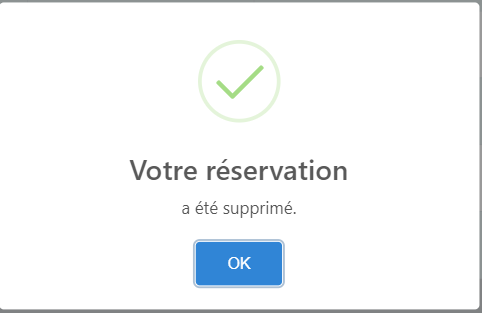 Votre réservation
a été supprimé.
OK